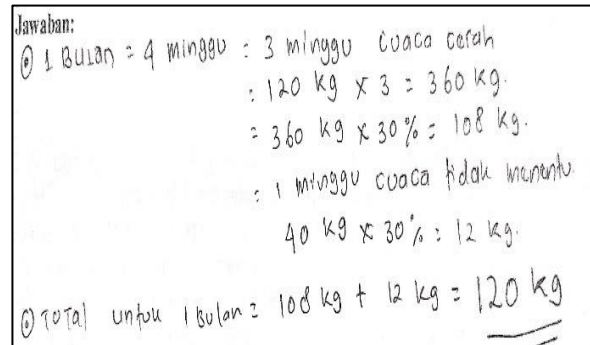 Jawaban:
⊙ 1 Bulan = 4 minggu = 3 minggu cuaca cerah
= 120 kg x 3 = 360 kg.
= 360 kg x 30% = 108 kg.
= 1 minggu cuaca tidak menentu.
40 kg x 30% = 12 kg.
⊙ TOTal untuk 1 Bulan = 108 kg + 12 kg = 120 kg